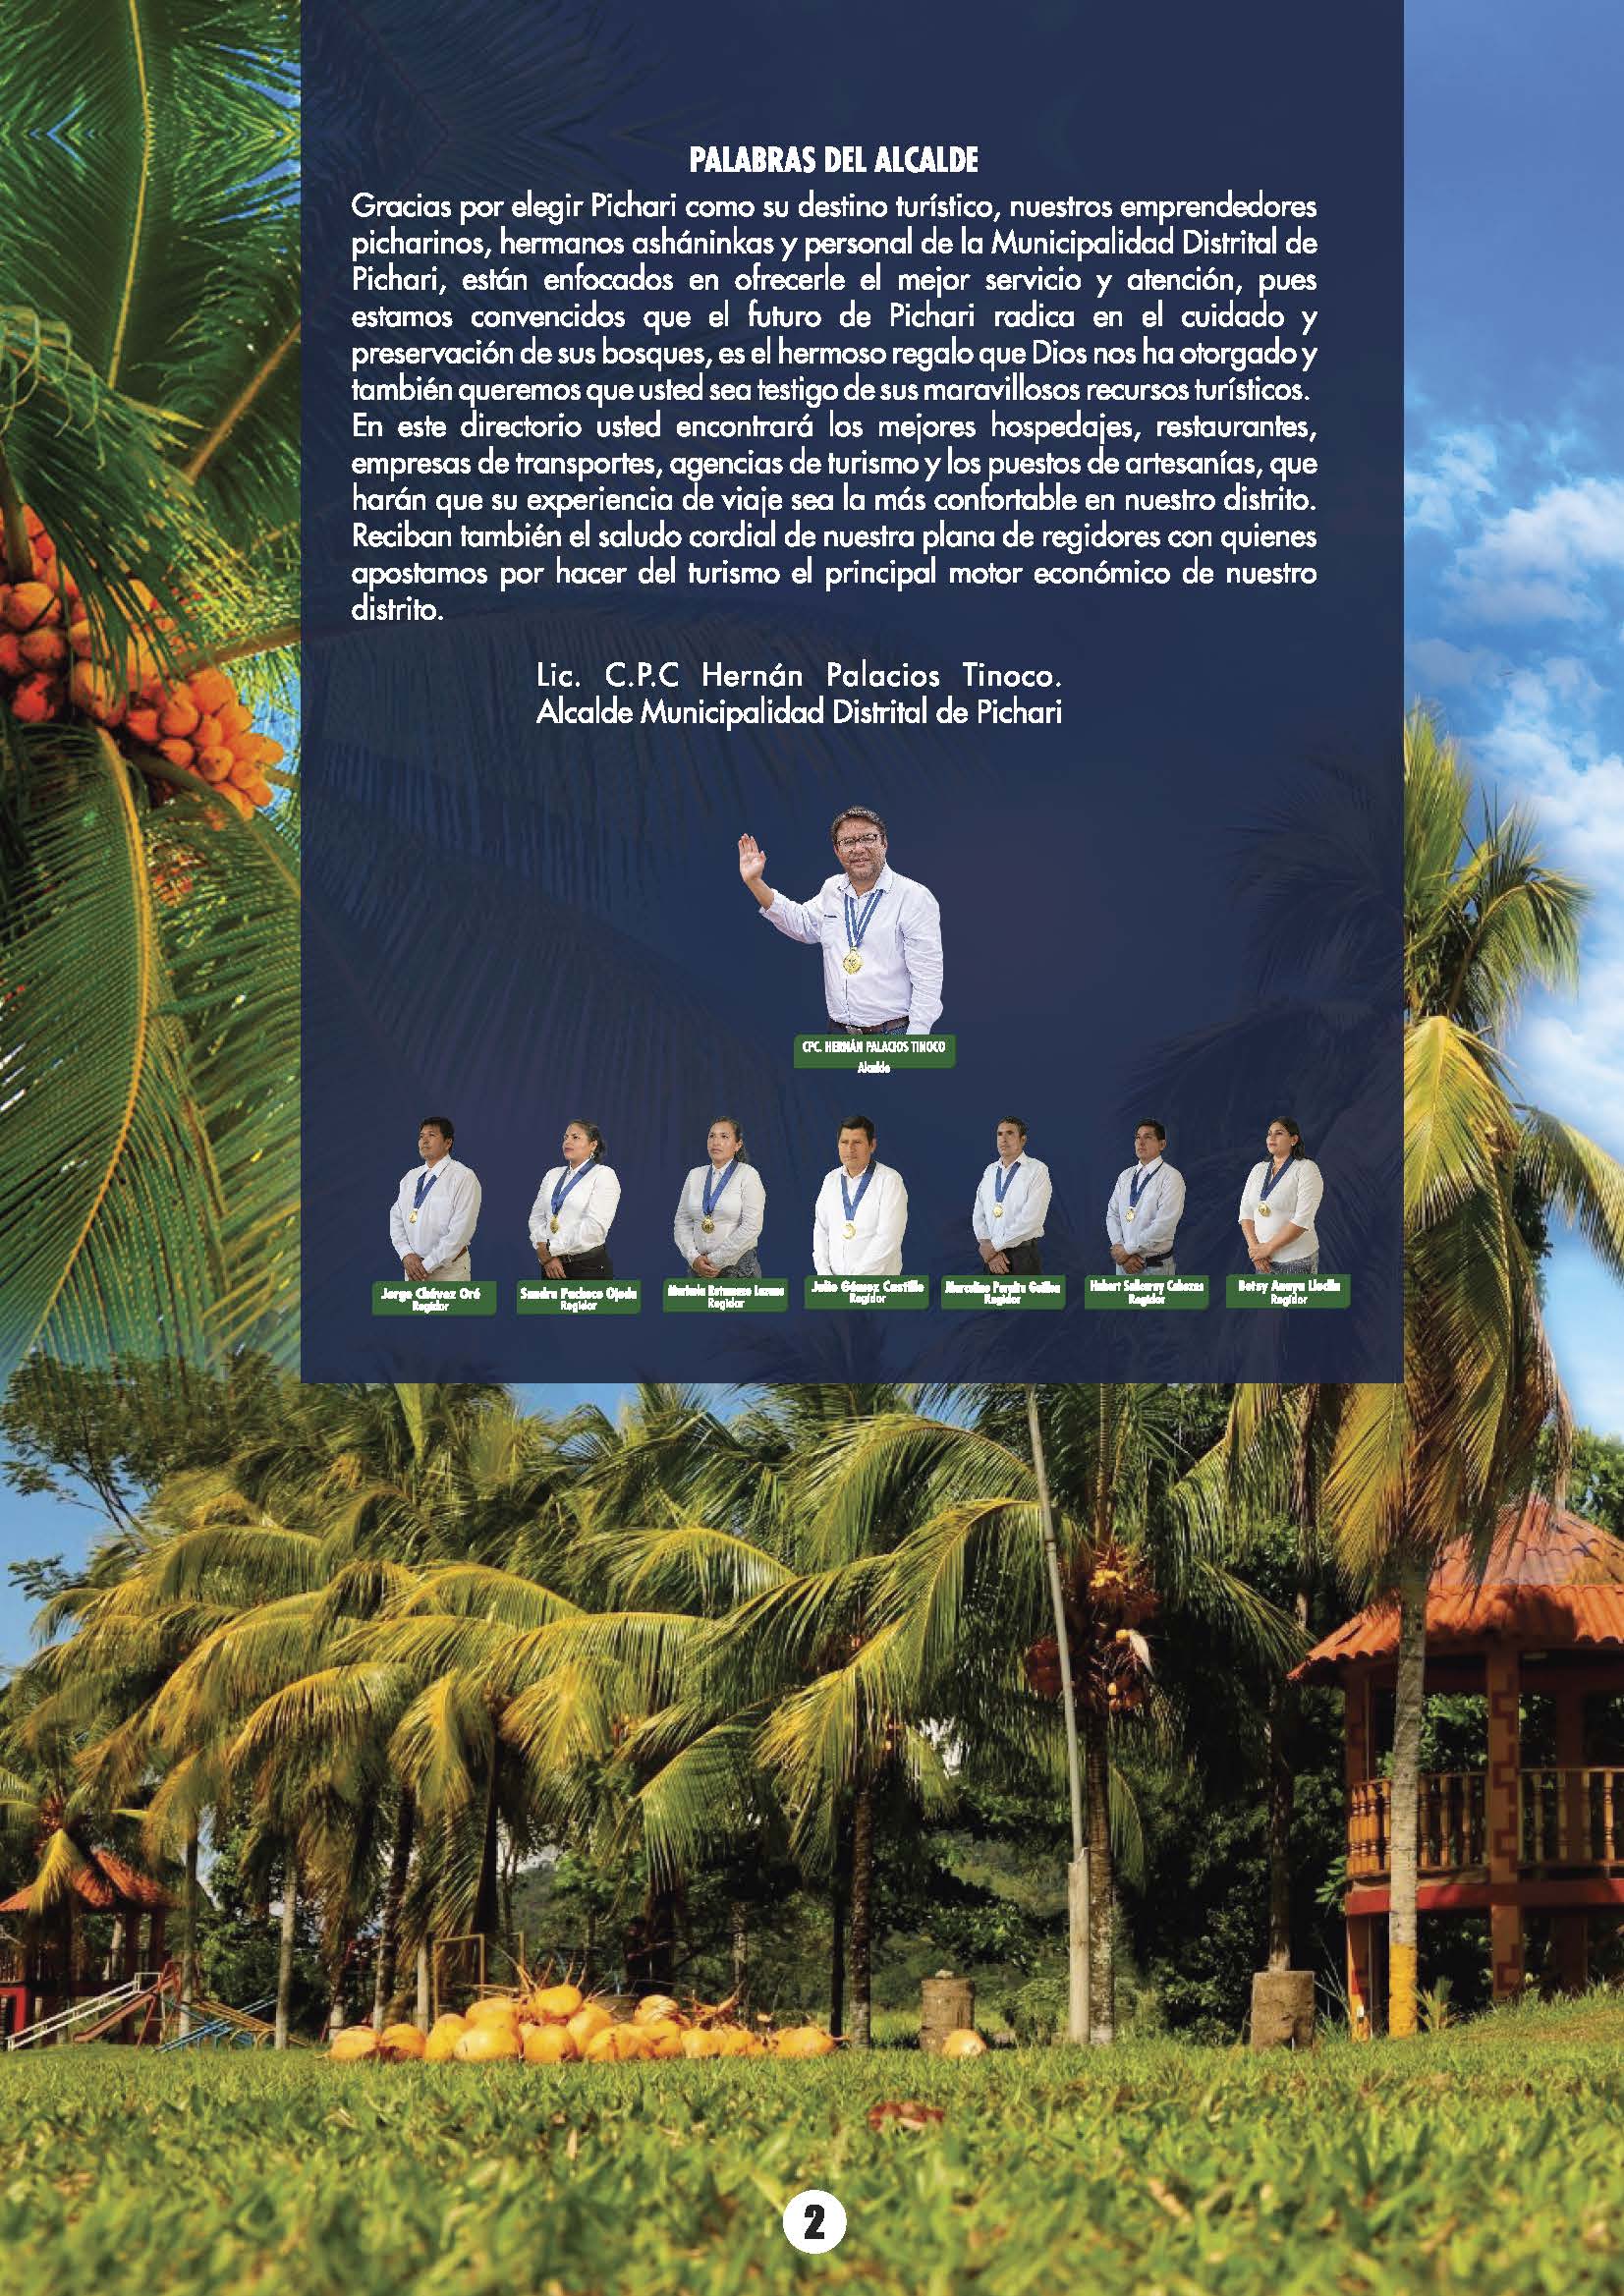 PALABRAS DEL ALCALDE
Gracias por elegir Pichari como su destino turístico, nuestros emprendedores
picharinos, hermanos asháninkas y personal de la Municipalidad Distrital de
Pichari, están enfocados en ofrecerle el mejor servicio y atención, pues
estamos convencidos que el futuro de Pichari radica en el cuidado y
preservación de sus bosques, es el hermoso regalo que Dios nos ha otorgado y
también queremos que usted sea testigo de sus maravillosos recursos turísticos.
En este directorio usted encontrará los mejores hospedajes, restaurantes,
empresas de transportes, agencias de turismo y los puestos de artesanías, que
harán que su experiencia de viaje sea la más confortable en nuestro distrito.
Reciban también el saludo cordial de nuestra plana de regidores con quienes
apostamos por hacer del turismo el principal motor económico de nuestro
distrito.
Lic. C.P.C Hernán Palacios Tinoco.
Alcalde Municipalidad Distrital de Pichari
CPC. HERNÁN PALACIOS TINOCO
Alcalde
Jorge Chávez Oré
Regidor
Sandra Pacheco Ojeda
Regidor
Regidor
Julio Gómez Castillo
Regidor
Marcelino Peralta
Regidor
Regidor
Betsy Anaya
Regidor
2